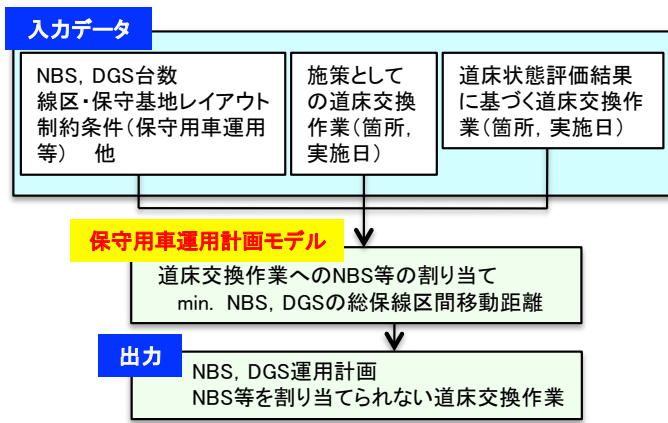 入力データ
NBS, DGS台数
線区・保守基地レイアウト
制約条件(保守用車運用
等) 他
施策として
の道床交換
作業(箇所,
実施日)
道床状態評価結果
に基づく道床交換作
業(箇所, 実施日)
保守用車運用計画モデル
道床交換作業へのNBS等の割り当て
min. NBS, DGSの総保線区間移動距離
出力
NBS, DGS運用計画
NBS等を割り当てられない道床交換作業